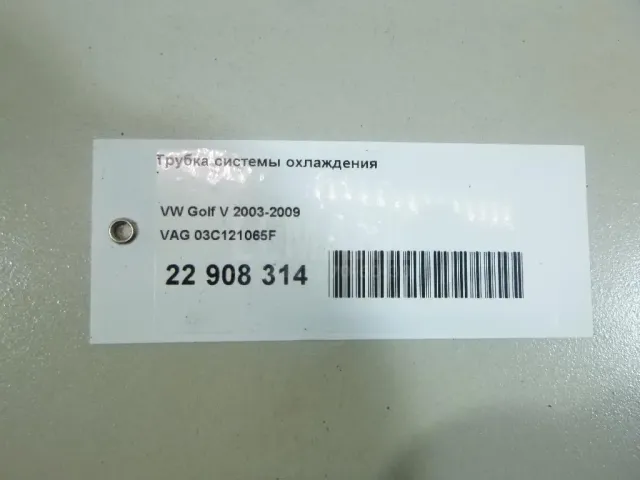 Трубка системы охлаждения
VW Golf V 2003-2009
VAG 03C121065F
22 908 314